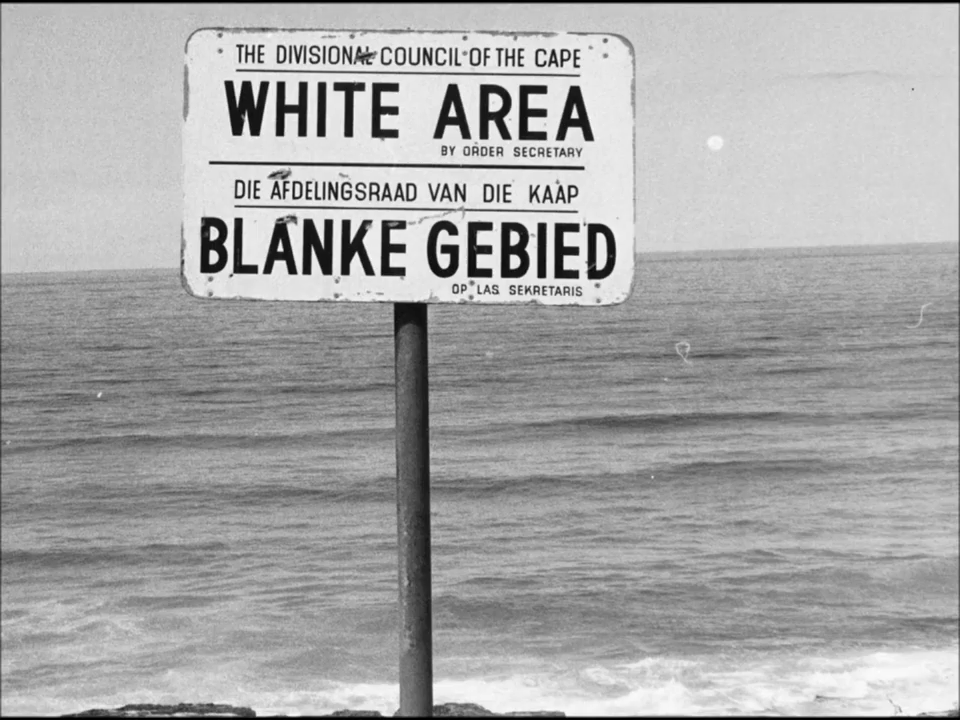 THE DIVISIONAL COUNCIL OF THE CAPE
WHITE AREA
BY ORDER SECRETARY
DIE AFDELINGSRAAD VAN DIE KAAP
BLANKE GEBIED
OP LAS SEKRETARIS